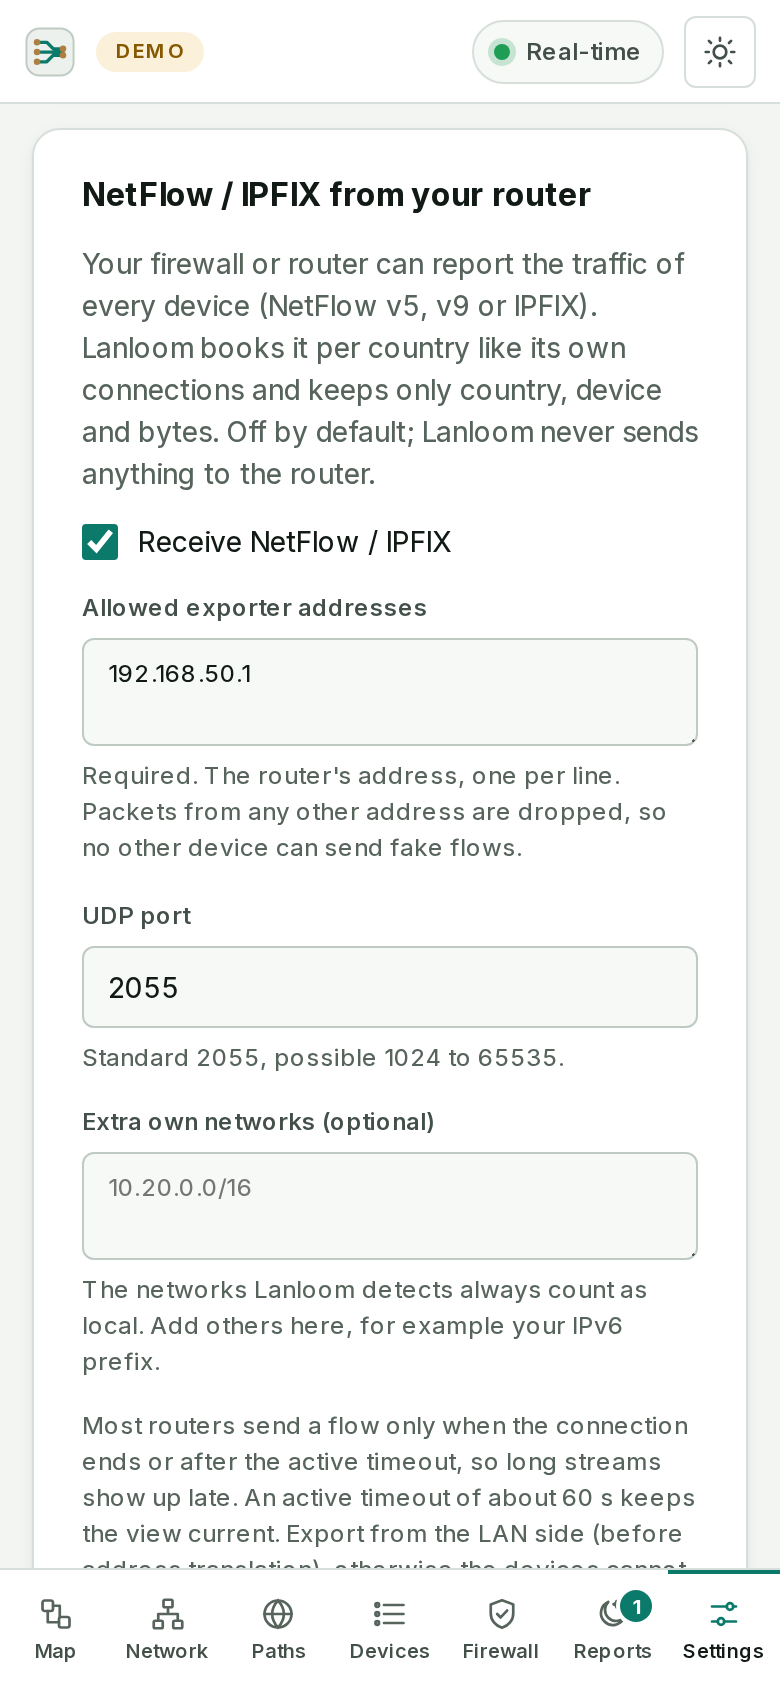 DEMO
Real-time
NetFlow / IPFIX from your router
Your firewall or router can report the traffic of
every device (NetFlow v5, v9 or IPFIX).
Lanloom books it per country like its own
connections and keeps only country, device
and bytes. Off by default; Lanloom never sends
anything to the router.
Receive NetFlow / IPFIX
Allowed exporter addresses
192.168.50.1
Required. The router's address, one per line.
Packets from any other address are dropped, so
no other device can send fake flows.
UDP port
2055
Standard 2055, possible 1024 to 65535.
Extra own networks (optional)
10.20.0.0/16
The networks Lanloom detects always count as
local. Add others here, for example your IPv6
prefix.
Most routers send a flow only when the connection
ends or after the active timeout, so long streams
show up late. An active timeout of about 60 s keeps
the view current. Export from the LAN side (before
address translation), otherwise the devices cannot
1
Map
Network
Paths
Devices
Firewall
Reports
Settings